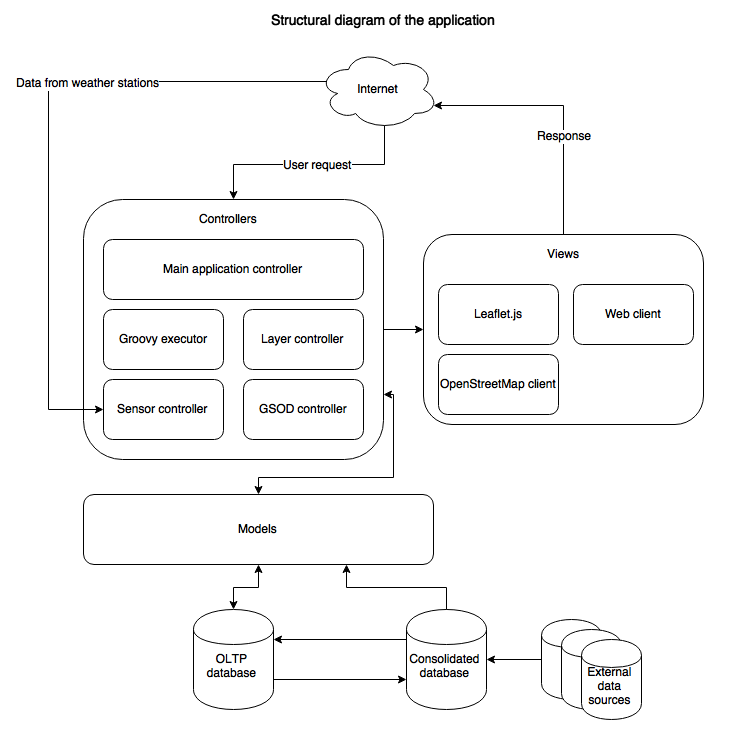 Structural diagram of the application
Internet
Data from weather stations
Response
User request
Controllers
Main application controller
Groovy executor
Layer controller
Sensor controller
GSOD controller
Views
Leaflet.js
Web client
OpenStreetMap client
Models
OLTP
database
Consolidated
database
External
data
sources